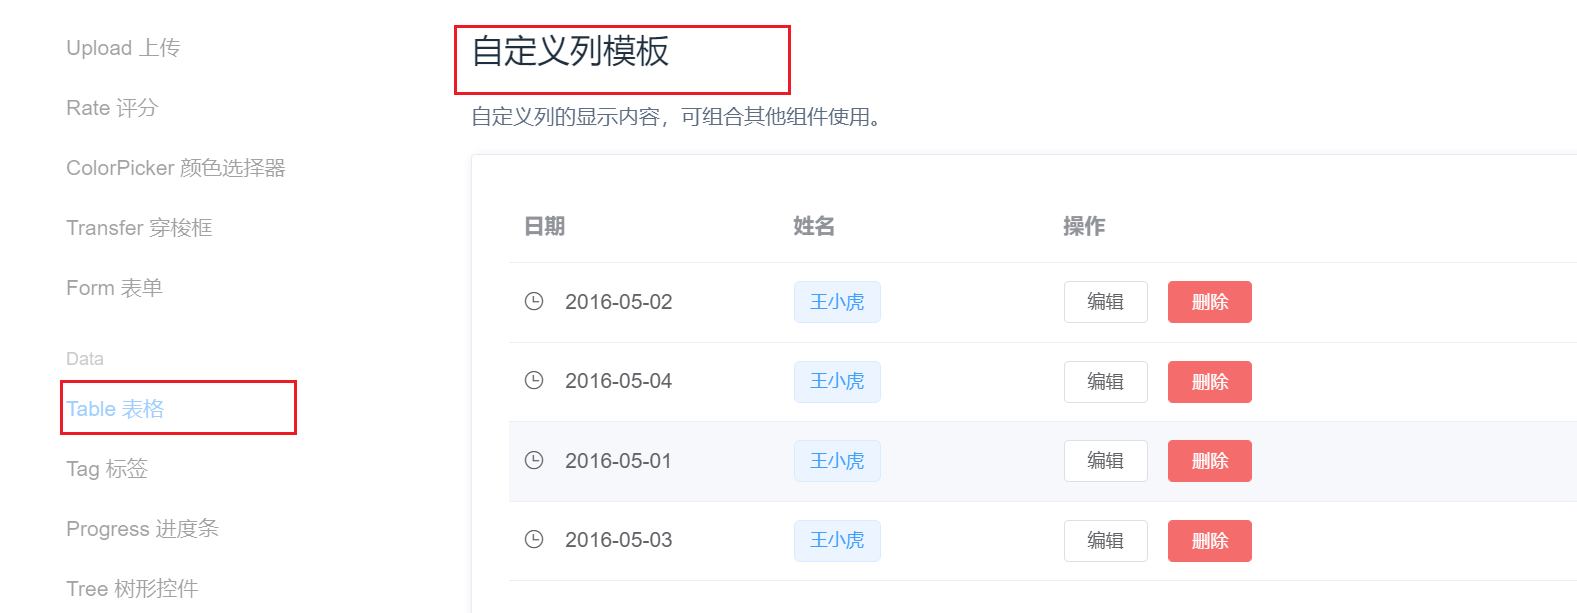 Upload 上传
Rate 评分
ColorPicker 颜色选择器
Transfer 穿梭框
Form 表单
Data
Table 表格
Tag 标签
Progress 进度条
Tree 树形控件
自定义列模板
自定义列的显示内容，可组合其他组件使用。
日期 姓名 操作
2016-05-02 王小虎 编辑 删除
2016-05-04 王小虎 编辑 删除
2016-05-01 王小虎 编辑 删除
2016-05-03 王小虎 编辑 删除